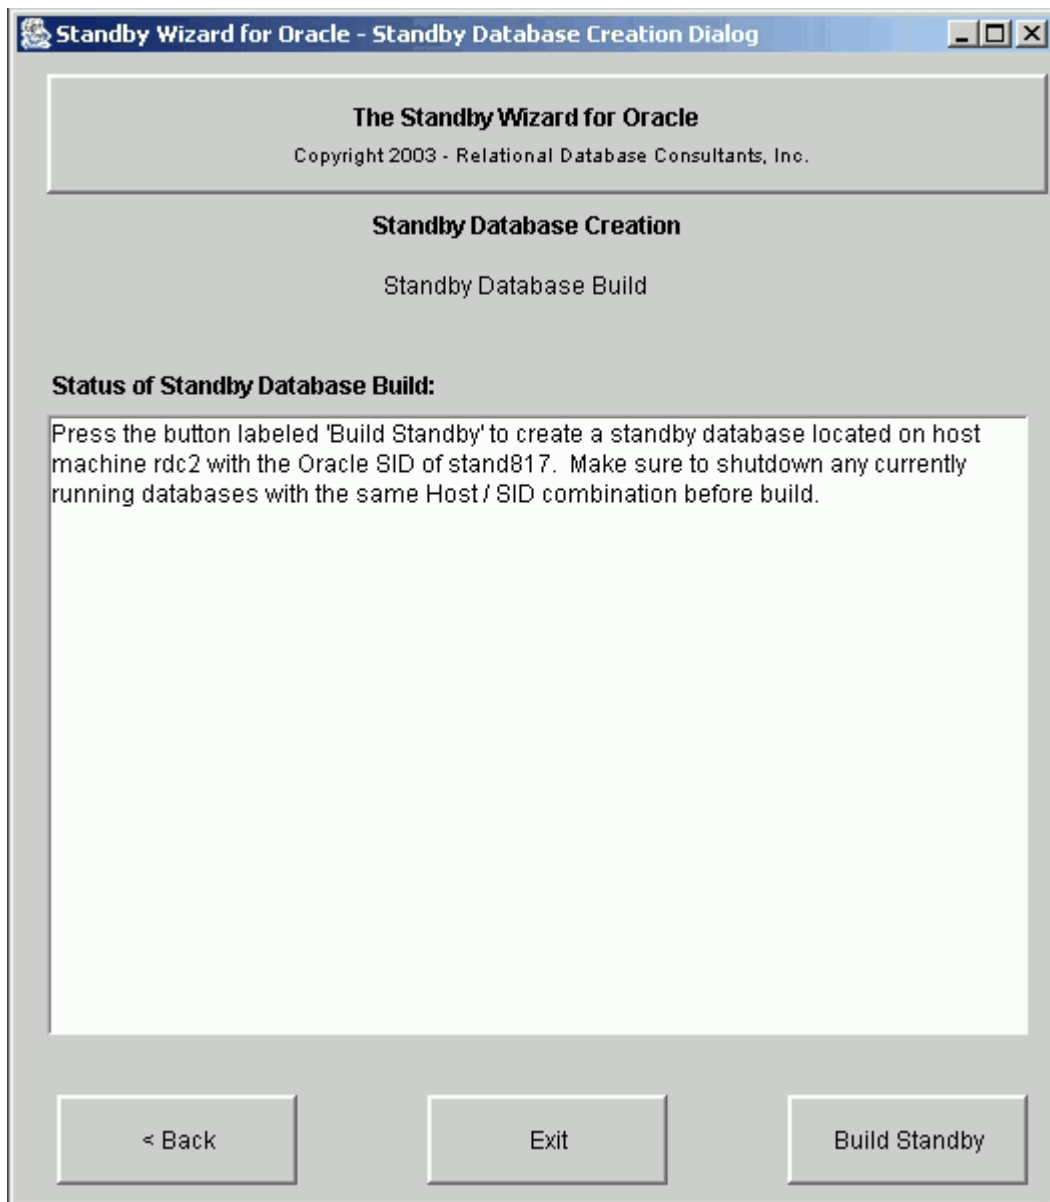 Standby Wizard for Oracle - Standby Database Creation Dialog
The Standby Wizard for Oracle
Copyright 2003 - Relational Database Consultants, Inc.
Standby Database Creation
Standby Database Build
Status of Standby Database Build:
Press the button labeled 'Build Standby' to create a standby database located on host
machine rdc2 with the Oracle SID of stand817.  Make sure to shutdown any currently
running databases with the same Host / SID combination before build.
< Back
Exit
Build Standby